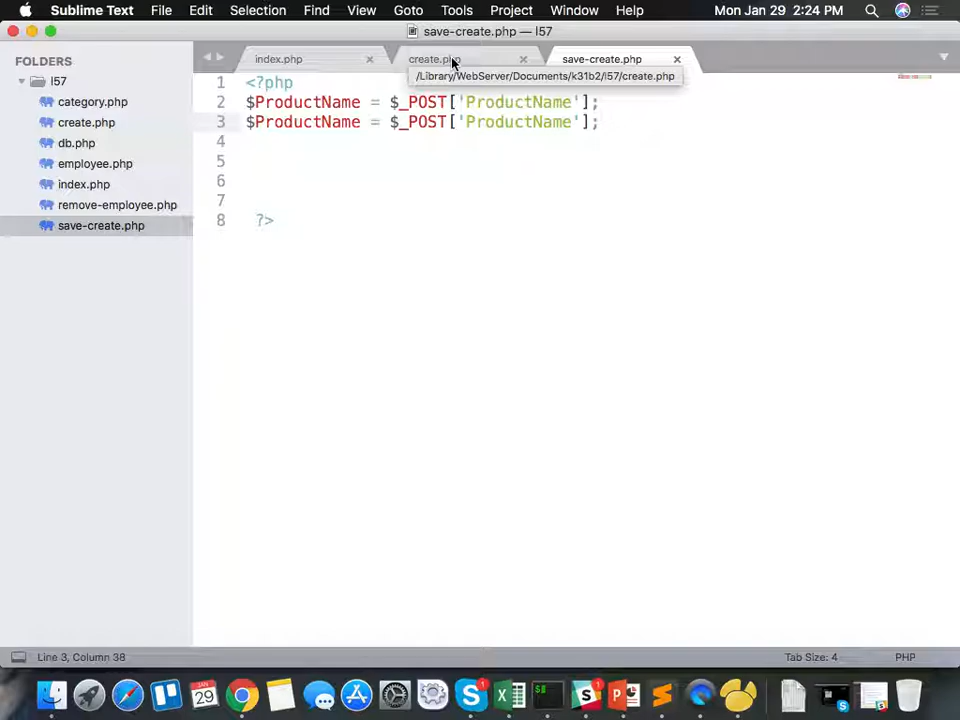 Sublime Text File Edit Selection Find View Goto Tools Project Window Help Mon Jan 29 2:24 PM
save-create.php — l57
FOLDERS
l57
category.php
create.php
db.php
employee.php
index.php
remove-employee.php
save-create.php
index.php × create.php × save-create.php ×
/Library/WebServer/Documents/k31b2/l57/create.php
1 <?php
2 $ProductName = $_POST['ProductName'];
3 $ProductName = $_POST['ProductName'];
4
5
6
7
8 ?>
Line 3, Column 38 Tab Size: 4 PHP
JAN
29
1
1